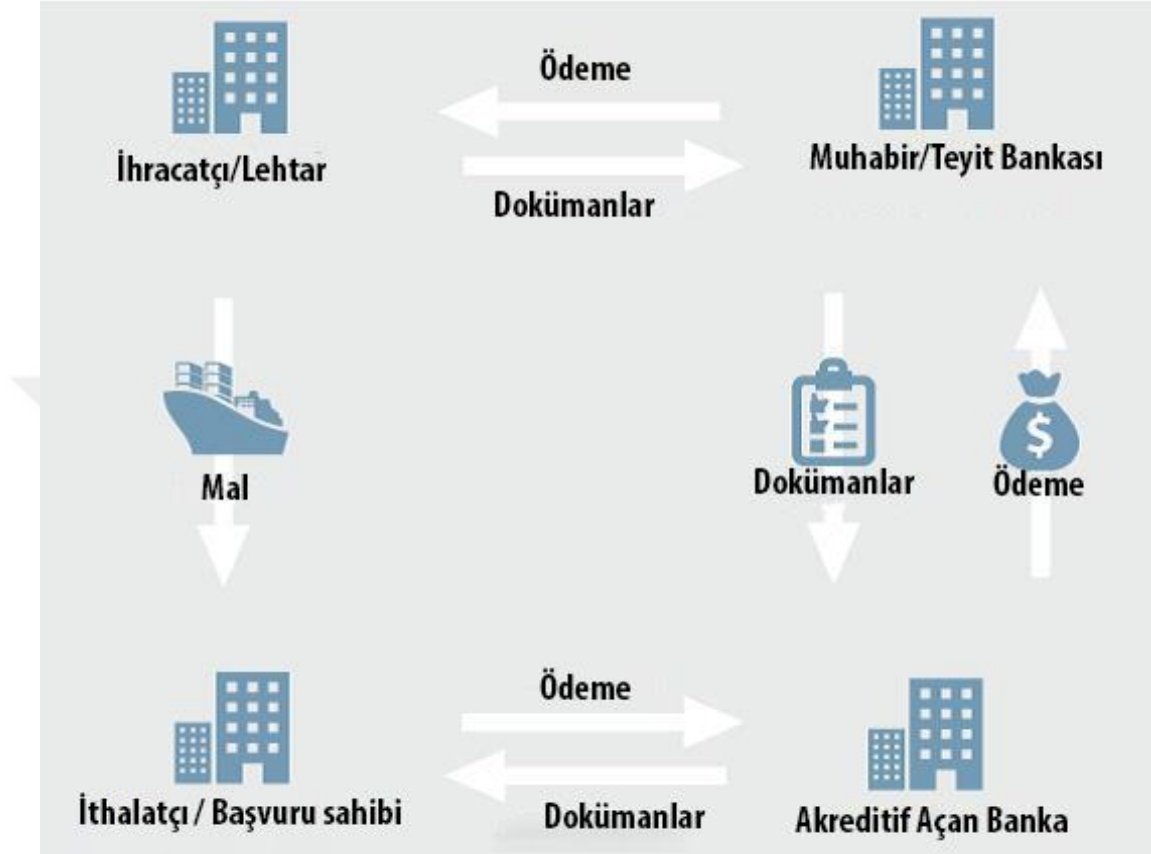 Ödeme
İhracatçı/Lehtar
Muhabir/Teyit Bankası
Dokümanlar
Mal
Dokümanlar
Ödeme
Ödeme
İthalatçı / Başvuru sahibi
Dokümanlar
Akreditif Açan Banka